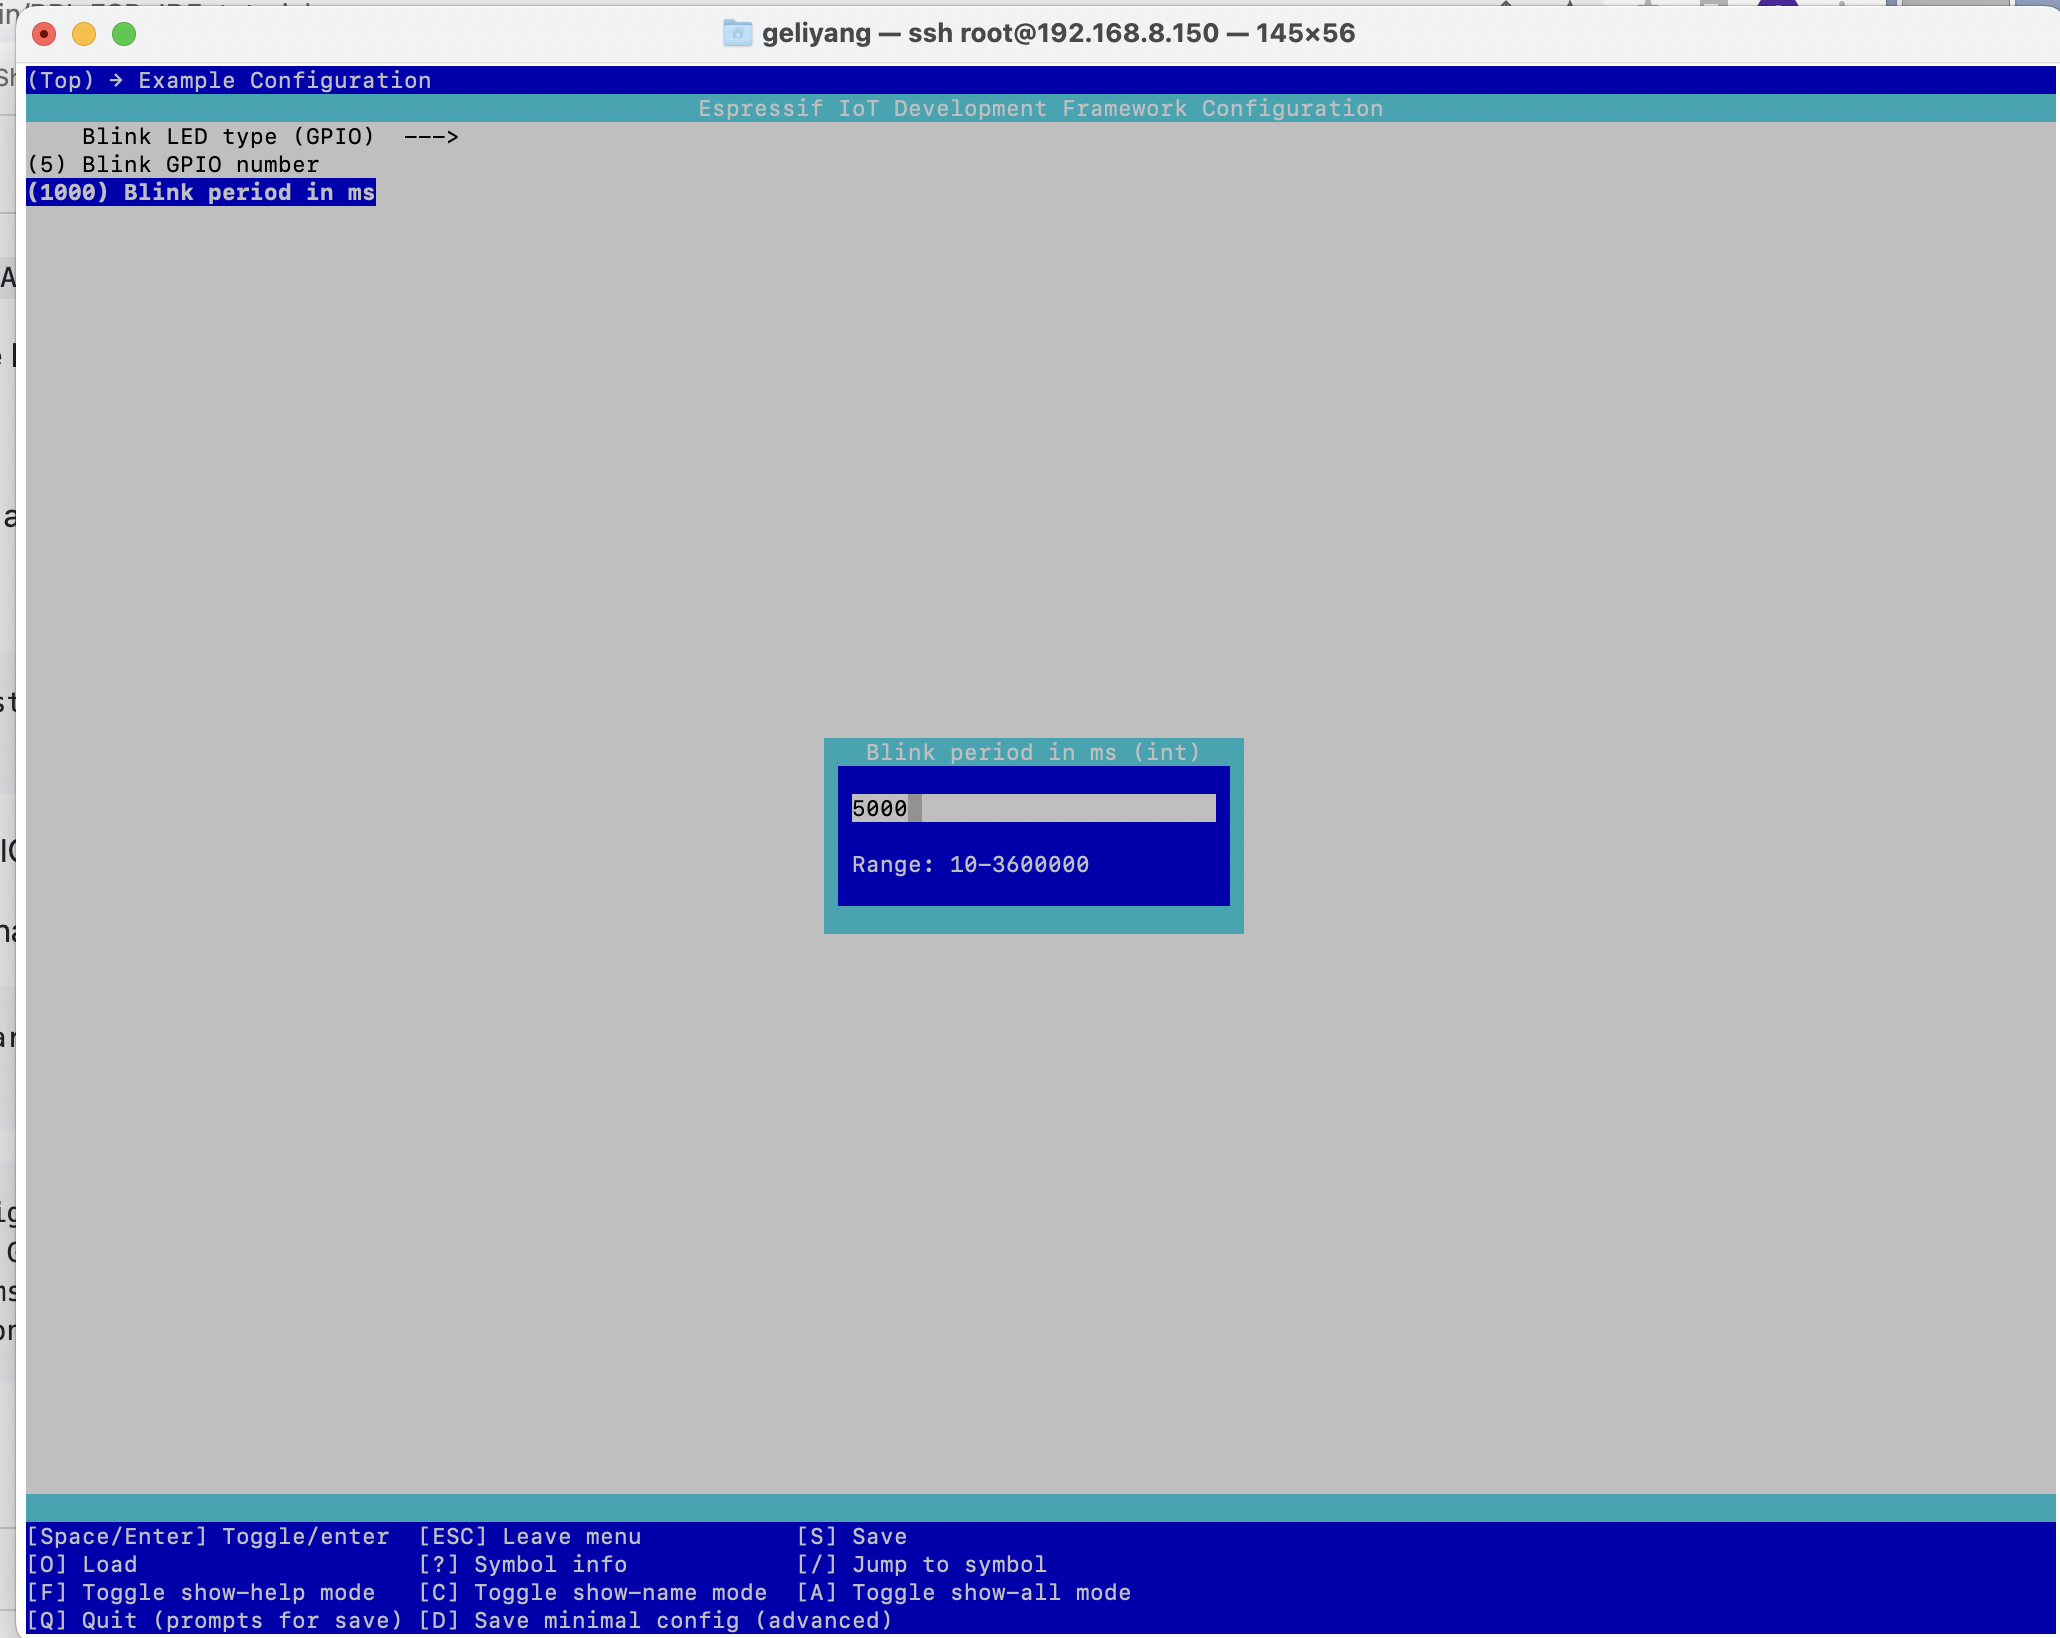 geliyang — ssh root@192.168.8.150 — 145×56
(Top) → Example Configuration
Espressif IoT Development Framework Configuration
Blink LED type (GPIO)  --->
(5) Blink GPIO number
(1000) Blink period in ms
Blink period in ms (int)
5000
Range: 10-3600000
[Space/Enter] Toggle/enter  [ESC] Leave menu  [S] Save
[O] Load  [?] Symbol info  [/] Jump to symbol
[F] Toggle show-help mode  [C] Toggle show-name mode  [A] Toggle show-all mode
[Q] Quit (prompts for save)  [D] Save minimal config (advanced)